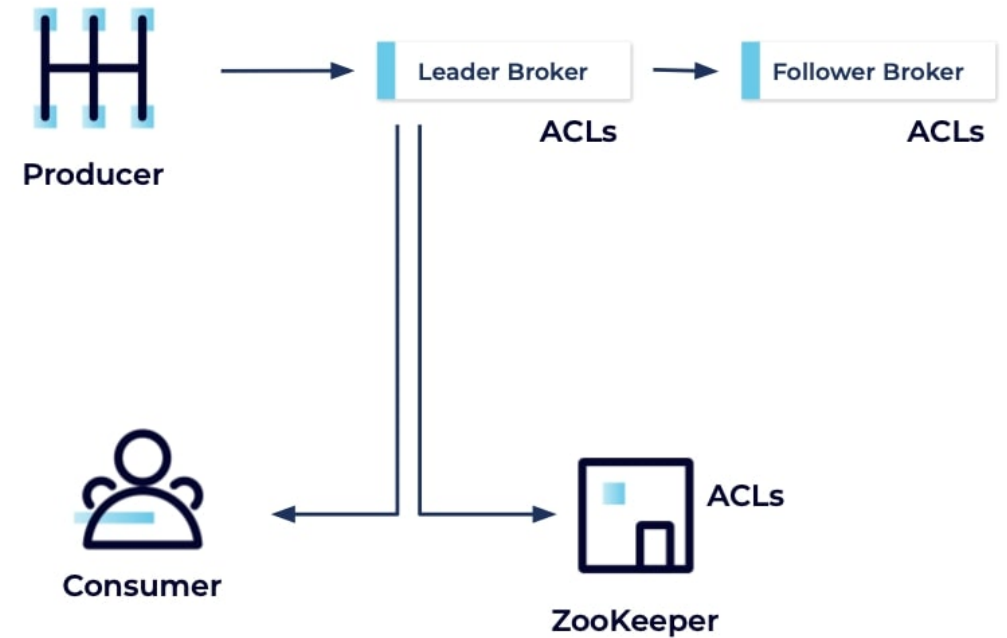 Leader Broker
Follower Broker
ACLs
ACLs
Producer
ACLs
Consumer
ZooKeeper